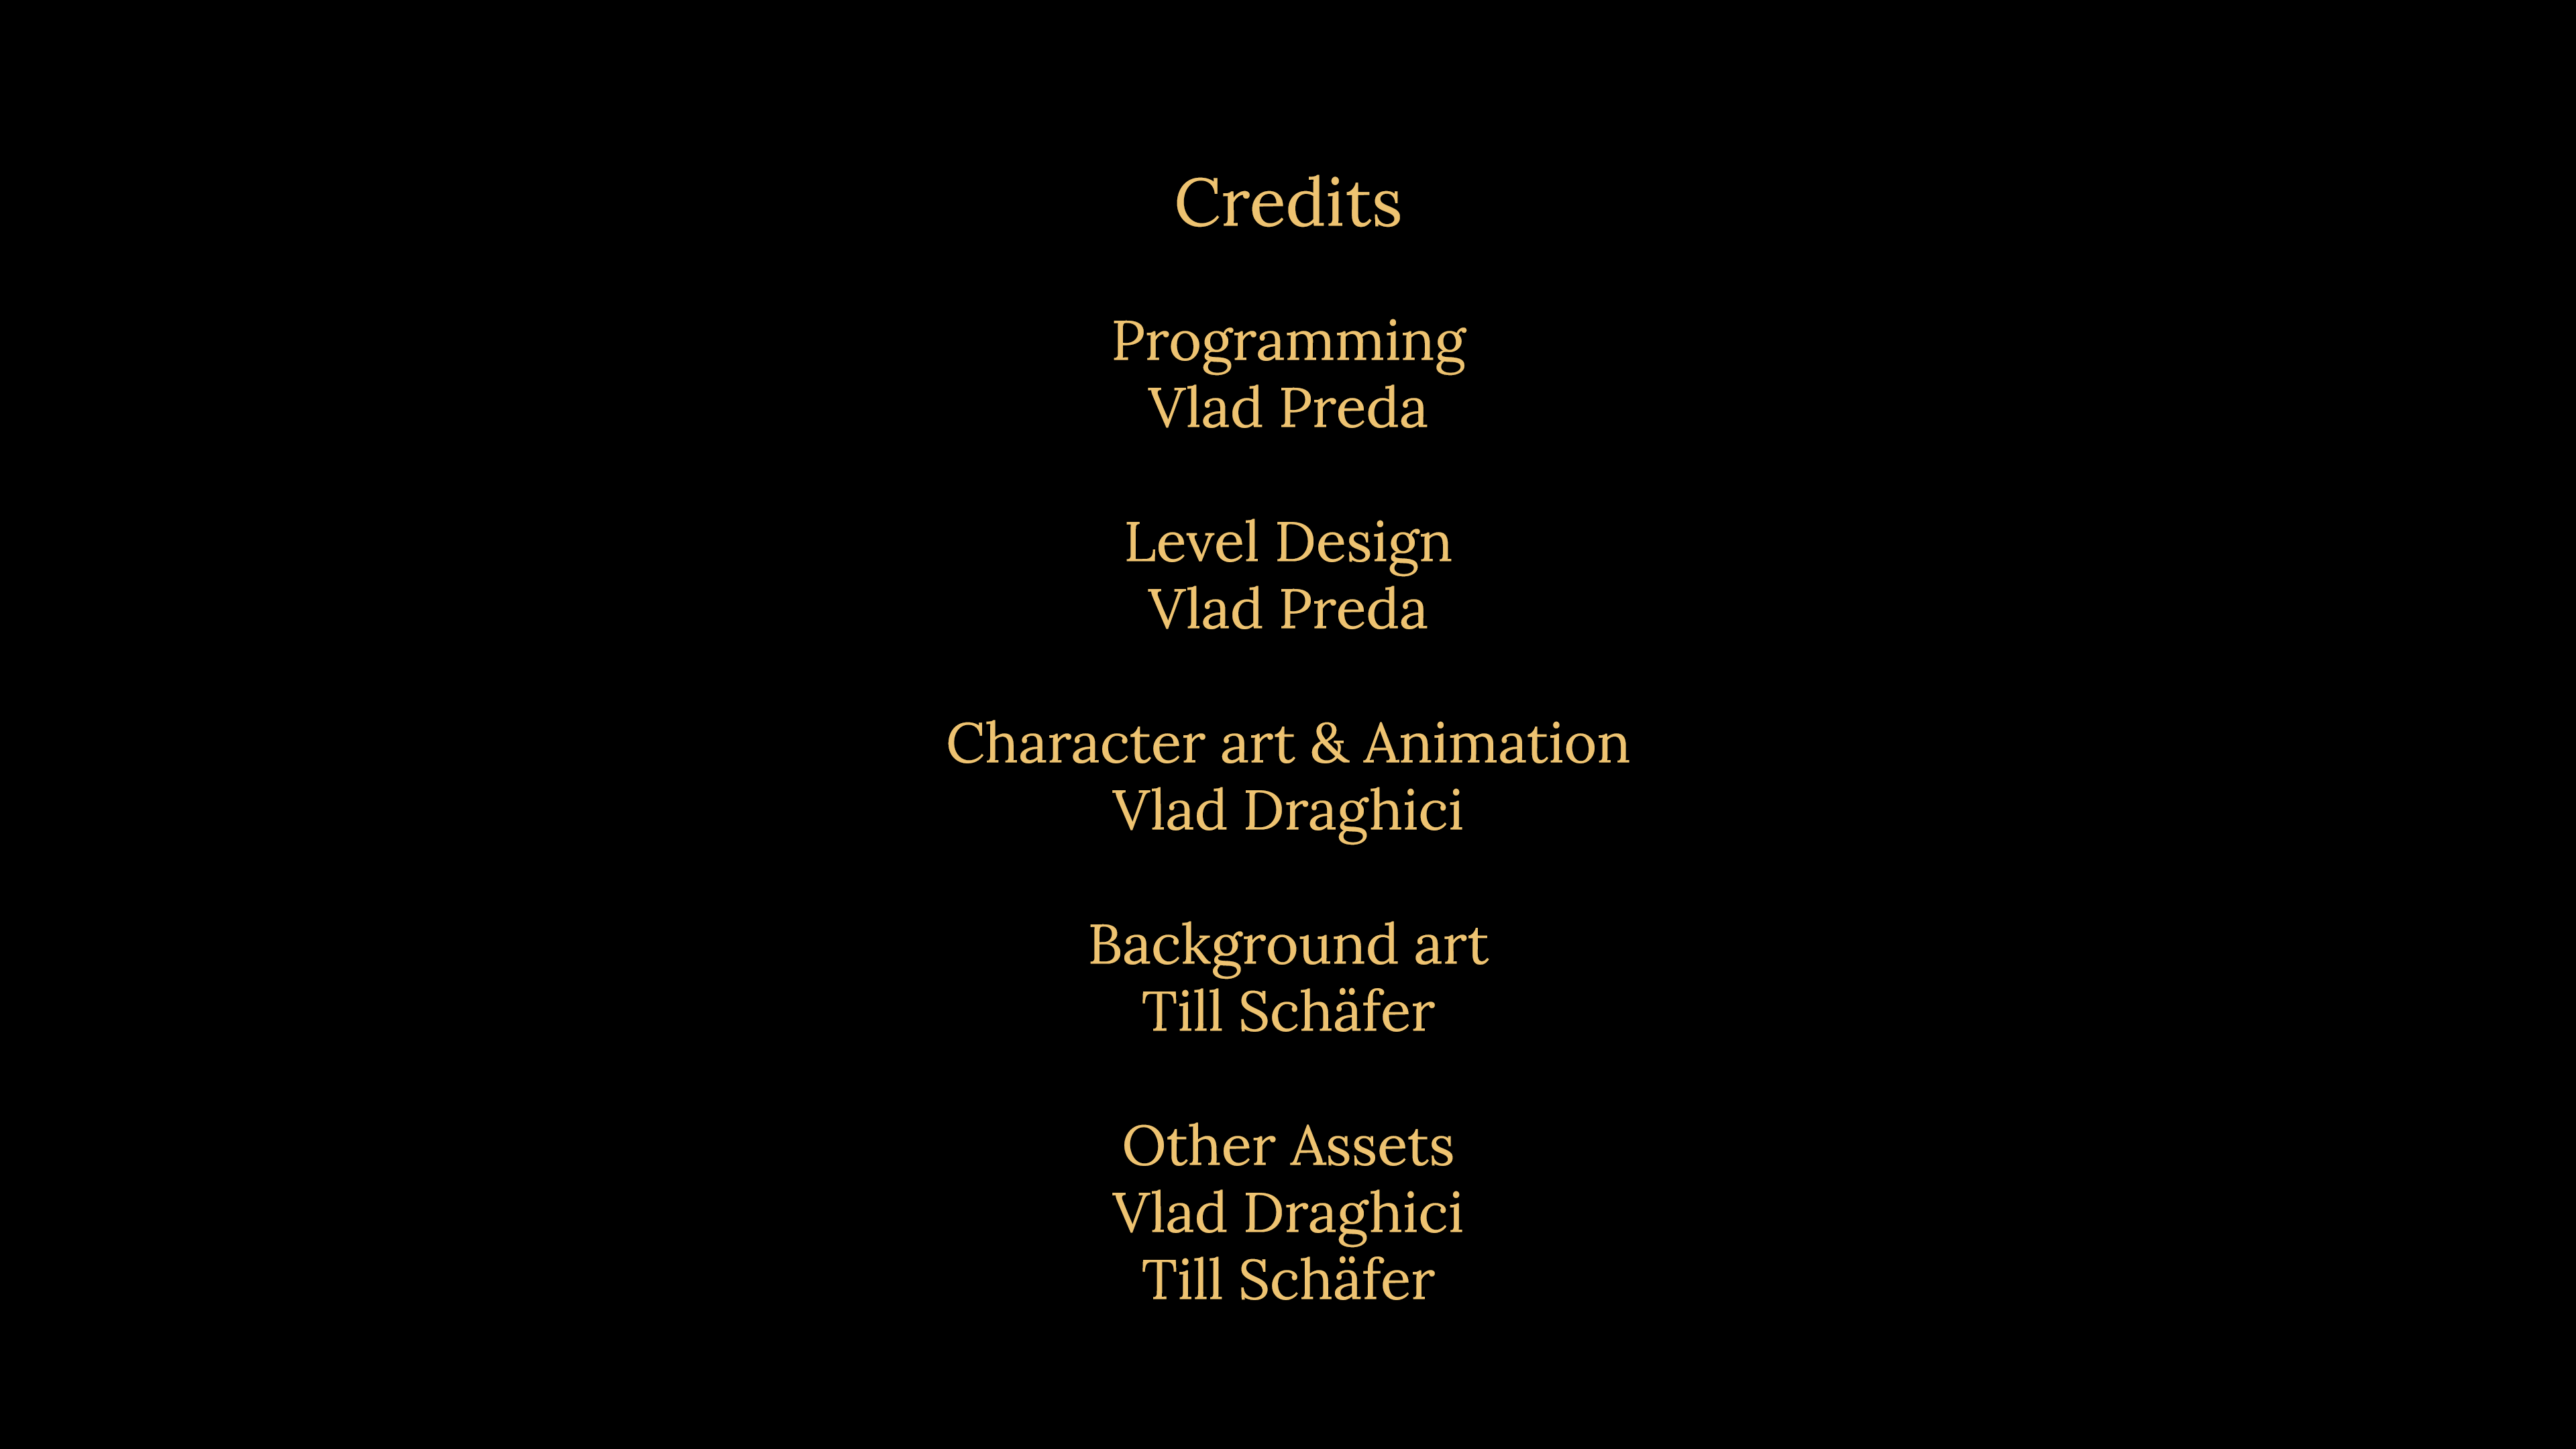 Credits
Programming
Vlad Preda
Level Design
Vlad Preda
Character art & Animation
Vlad Draghici
Background art
Till Schäfer
Other Assets
Vlad Draghici
Till Schäfer